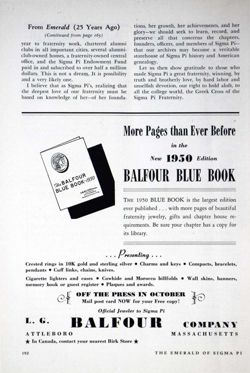 From Emerald (25 Years Ago)
(Continued from page 163)
year to fraternity work, chartered alumni
clubs in all important cities, several alumni-
club-owned houses, a fraternity-owned central
office, and the Sigma Pi Endowment Fund
paid in and subscribed to over half a million
dollars. This is not a dream. It is possibility
and a very likely one.
I believe that as Sigma Pi's, realizing that
the deepest love of our fraternity must be
based on knowledge of her—of her founda-
tions, her growth, her achievements, and her
glory—we should seek to learn, record, and
preserve all that concerns the chapters,
founders, officers, and members of Sigma Pi—
that our archives may become a veritable
storehouse of Sigma Pi history and American
genealogy.
Let us then show gratitude to those who
made Sigma Pi a great fraternity, winning, by
truth and brotherly love, by hard labor and
unselfish devotion, our right to hold aloft, to
all the college world, the Greek Cross of the
Sigma Pi Fraternity.
The
BALFOUR
BLUE BOOK
1950
More Pages than Ever Before
in the
New 1950 Edition
BALFOUR BLUE BOOK
THE 1950 BLUE BOOK is the largest edition
ever published . . . with more pages of beautiful
fraternity jewelry, gifts and chapter house re-
quirements. Be sure your chapter has a copy for
its library.
. . . Presenting . . .
Crested rings in 10K gold and sterling silver • Charms and keys • Compacts, bracelets,
pendants • Cuff links, chains, knives.
Cigarette lighters and cases • Cowhide and Morocco billfolds • Wall skins, banners,
memory book or guest register • Plaques and awards.
OFF THE PRESS IN OCTOBER
Mail post card NOW for your Free copy!
Official Jeweler to Sigma Pi
L. G. BALFOUR COMPANY
ATTLEBORO MASSACHUSETTS
★ In Canada, contact your nearest Birk Store ★
192 THE EMERALD OF SIGMA PI